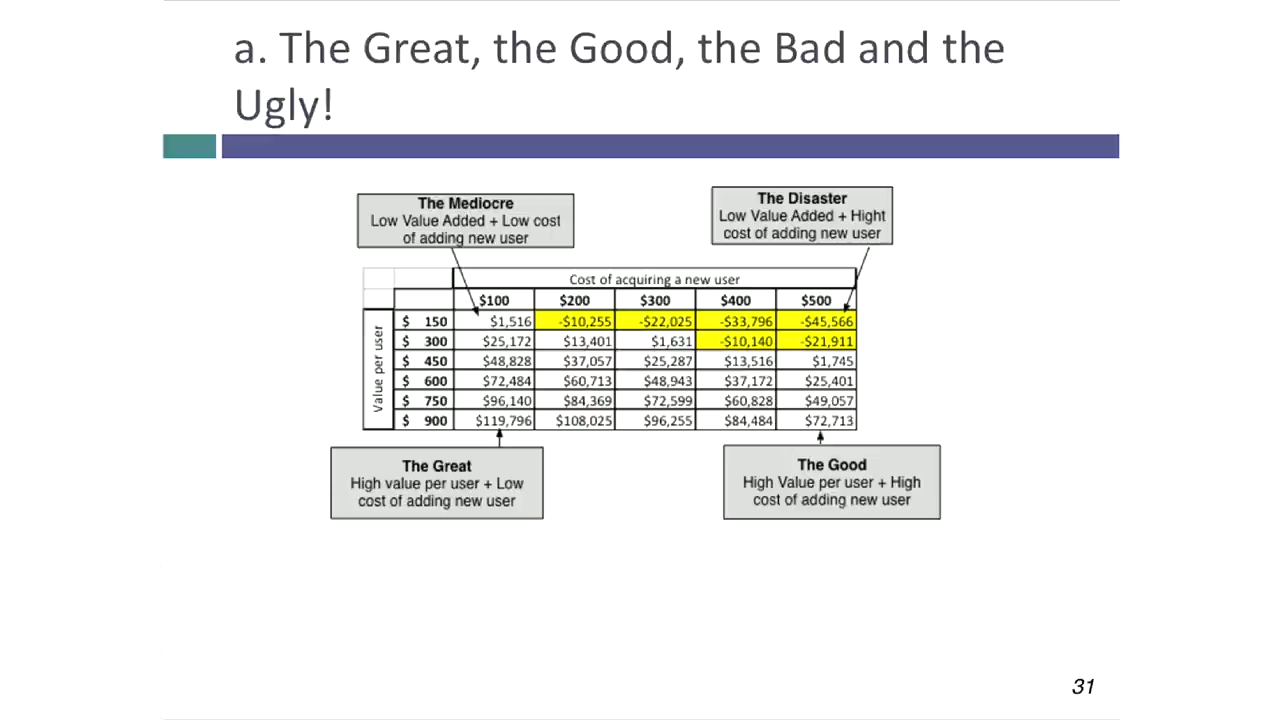 a. The Great, the Good, the Bad and the
Ugly!
The Mediocre
Low Value Added + Low cost
of adding new user
The Disaster
Low Value Added + Hight
cost of adding new user
Cost of acquiring a new user
$100 $200 $300 $400 $500
Value per user
$ 150 $1,516 -$10,255 -$22,025 -$33,796 -$45,566
$ 300 $25,172 $13,401 $1,631 -$10,140 -$21,911
$ 450 $48,828 $37,057 $25,287 $13,516 $1,745
$ 600 $72,484 $60,713 $48,943 $37,172 $25,401
$ 750 $96,140 $84,369 $72,599 $60,828 $49,057
$ 900 $119,796 $108,025 $96,255 $84,484 $72,713
The Great
High value per user + Low
cost of adding new user
The Good
High Value per user + High
cost of adding new user
31